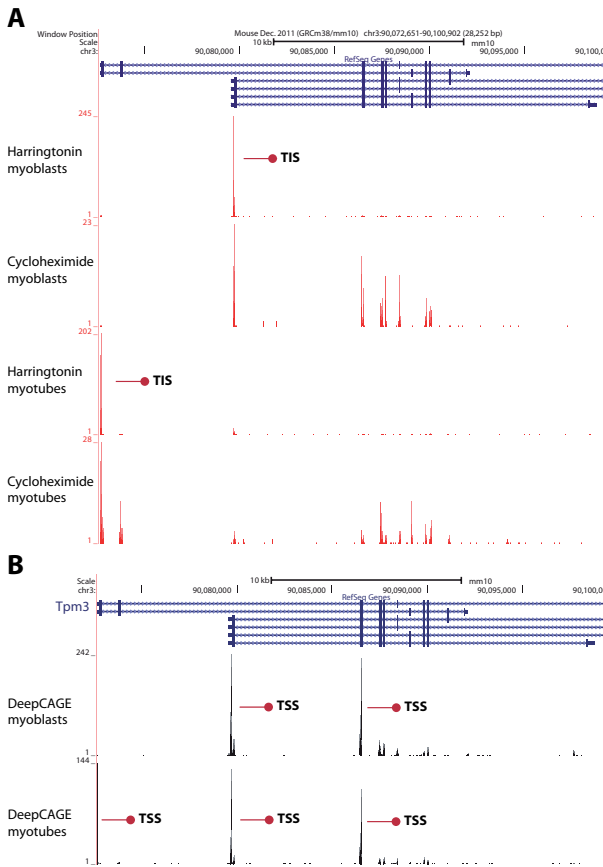 A
Window Position Mouse Dec. 2011 (GRCm38/mm10) chr3:90,072,651-90,100,902 (28,252 bp)
Scale 10 kb mm10
chr3: 90,080,000 90,085,000 90,090,000 90,095,000 90,100,0
RefSeq Genes
245
Harringtonin
myoblasts
TIS
1
23
Cycloheximide
myoblasts
1
202
Harringtonin
myotubes
TIS
1
28
Cycloheximide
myotubes
1
B
Scale 10 kb mm10
chr3: 90,080,000 90,085,000 90,090,000 90,095,000 90,100,0
RefSeq Genes
Tpm3
242
DeepCAGE
myoblasts
TSS TSS
1
144
DeepCAGE
myotubes
TSS TSS TSS
1